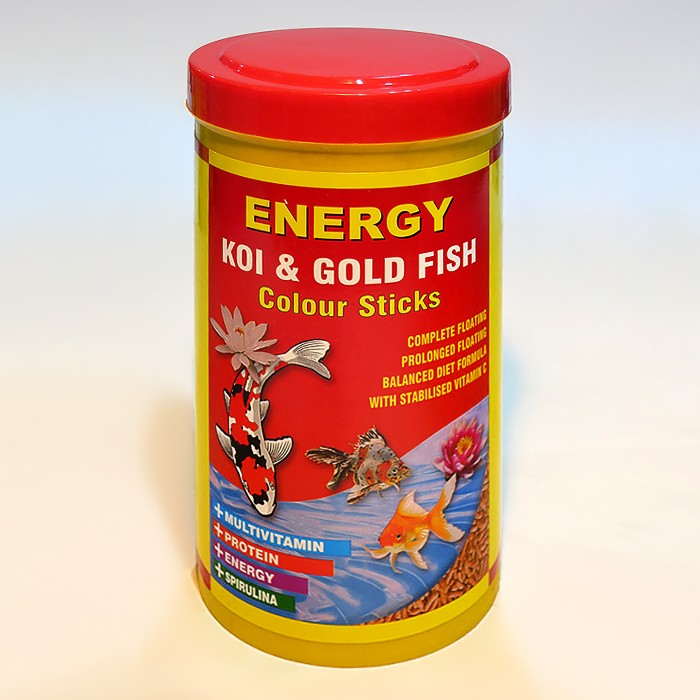 ENERGY
KOI & GOLD FISH
Colour Sticks
COMPLETE FLOATING
PROLONGED FLOATING
BALANCED DIET FORMULA
WITH STABILISED VITAMIN C
+MULTIVITAMIN
+PROTEIN
+ENERGY
+SPIRULINA